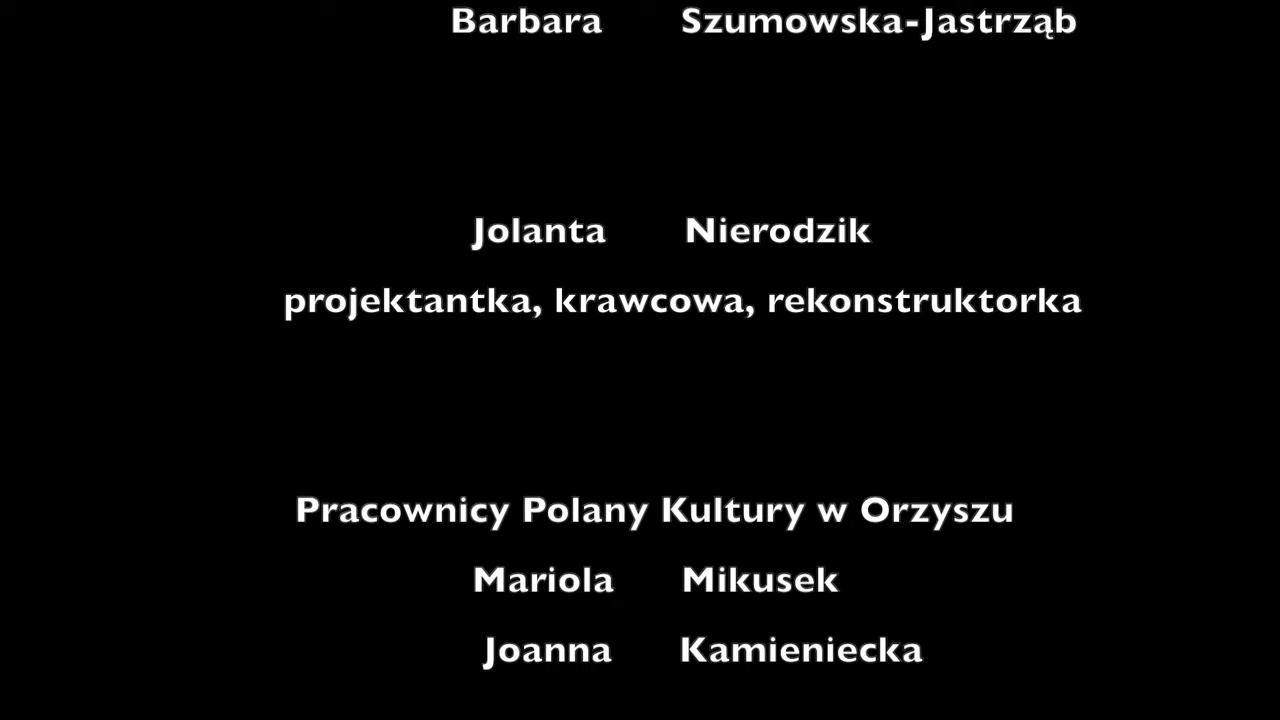 Barbara Szumowska-Jastrząb
Jolanta Nierodzik
projektantka, krawcowa, rekonstruktorka
Pracownicy Polany Kultury w Orzyszu
Mariola Mikusek
Joanna Kamieniecka